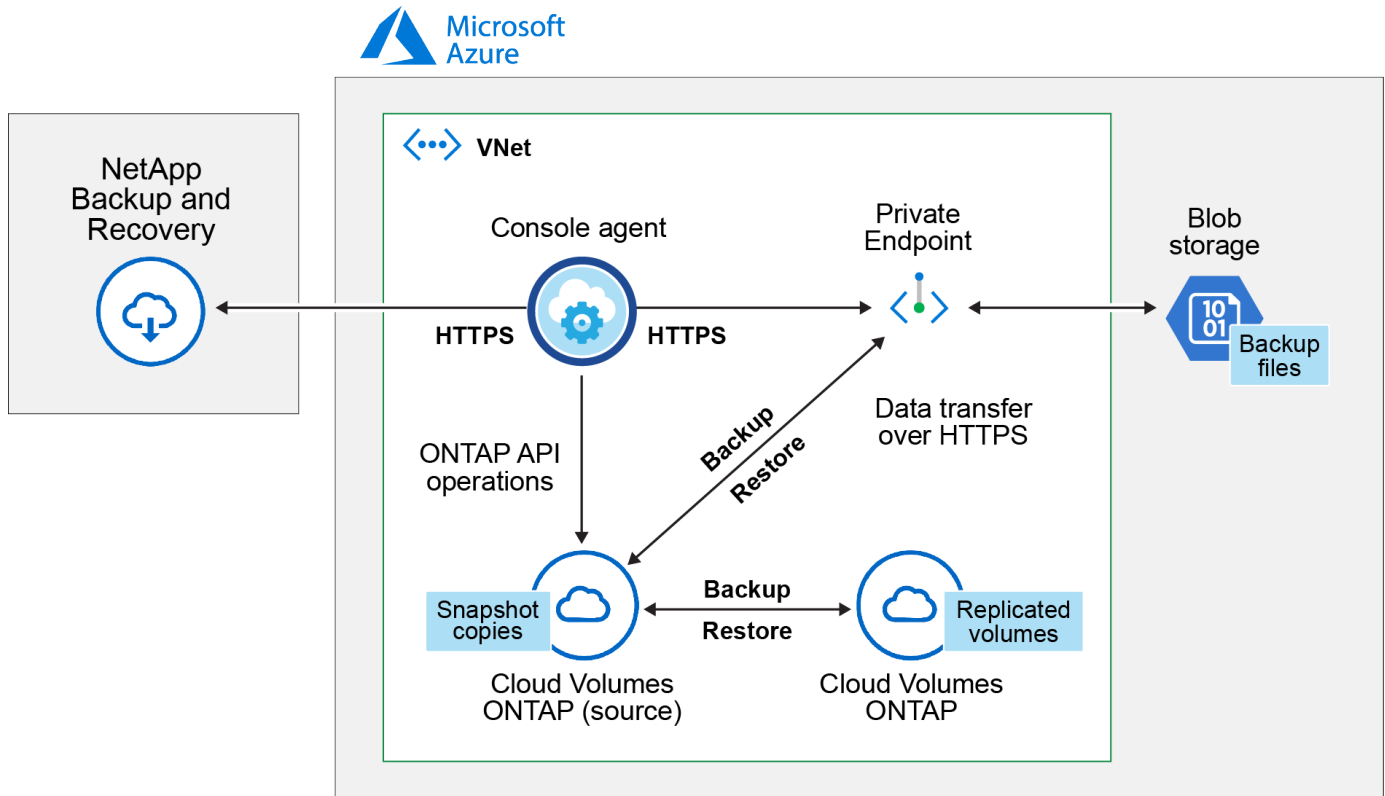 Microsoft
Azure
NetApp
Backup and
Recovery
VNet
Console agent
Private
Endpoint
Blob
storage
10
01
Backup
files
HTTPS
HTTPS
ONTAP API
operations
Backup
Restore
Data transfer
over HTTPS
Snapshot
copies
Backup
Restore
Replicated
volumes
Cloud Volumes
ONTAP (source)
Cloud Volumes
ONTAP